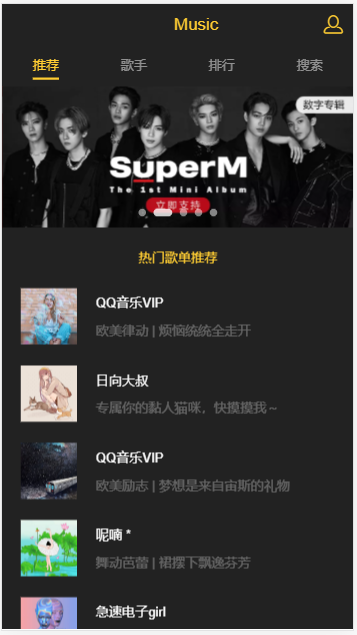 Music
推荐 歌手 排行 搜索
数字专辑
SuperM
The 1st Mini Album
立即支持
热门歌单推荐
QQ音乐VIP
欧美律动 | 烦恼统统全走开
日向大叔
专属你的黏人猫咪，快摸摸我～
QQ音乐VIP
欧美励志 | 梦想是来自宙斯的礼物
呢喃 *
舞动芭蕾 | 裙摆下飘逸芬芳
急速电子girl